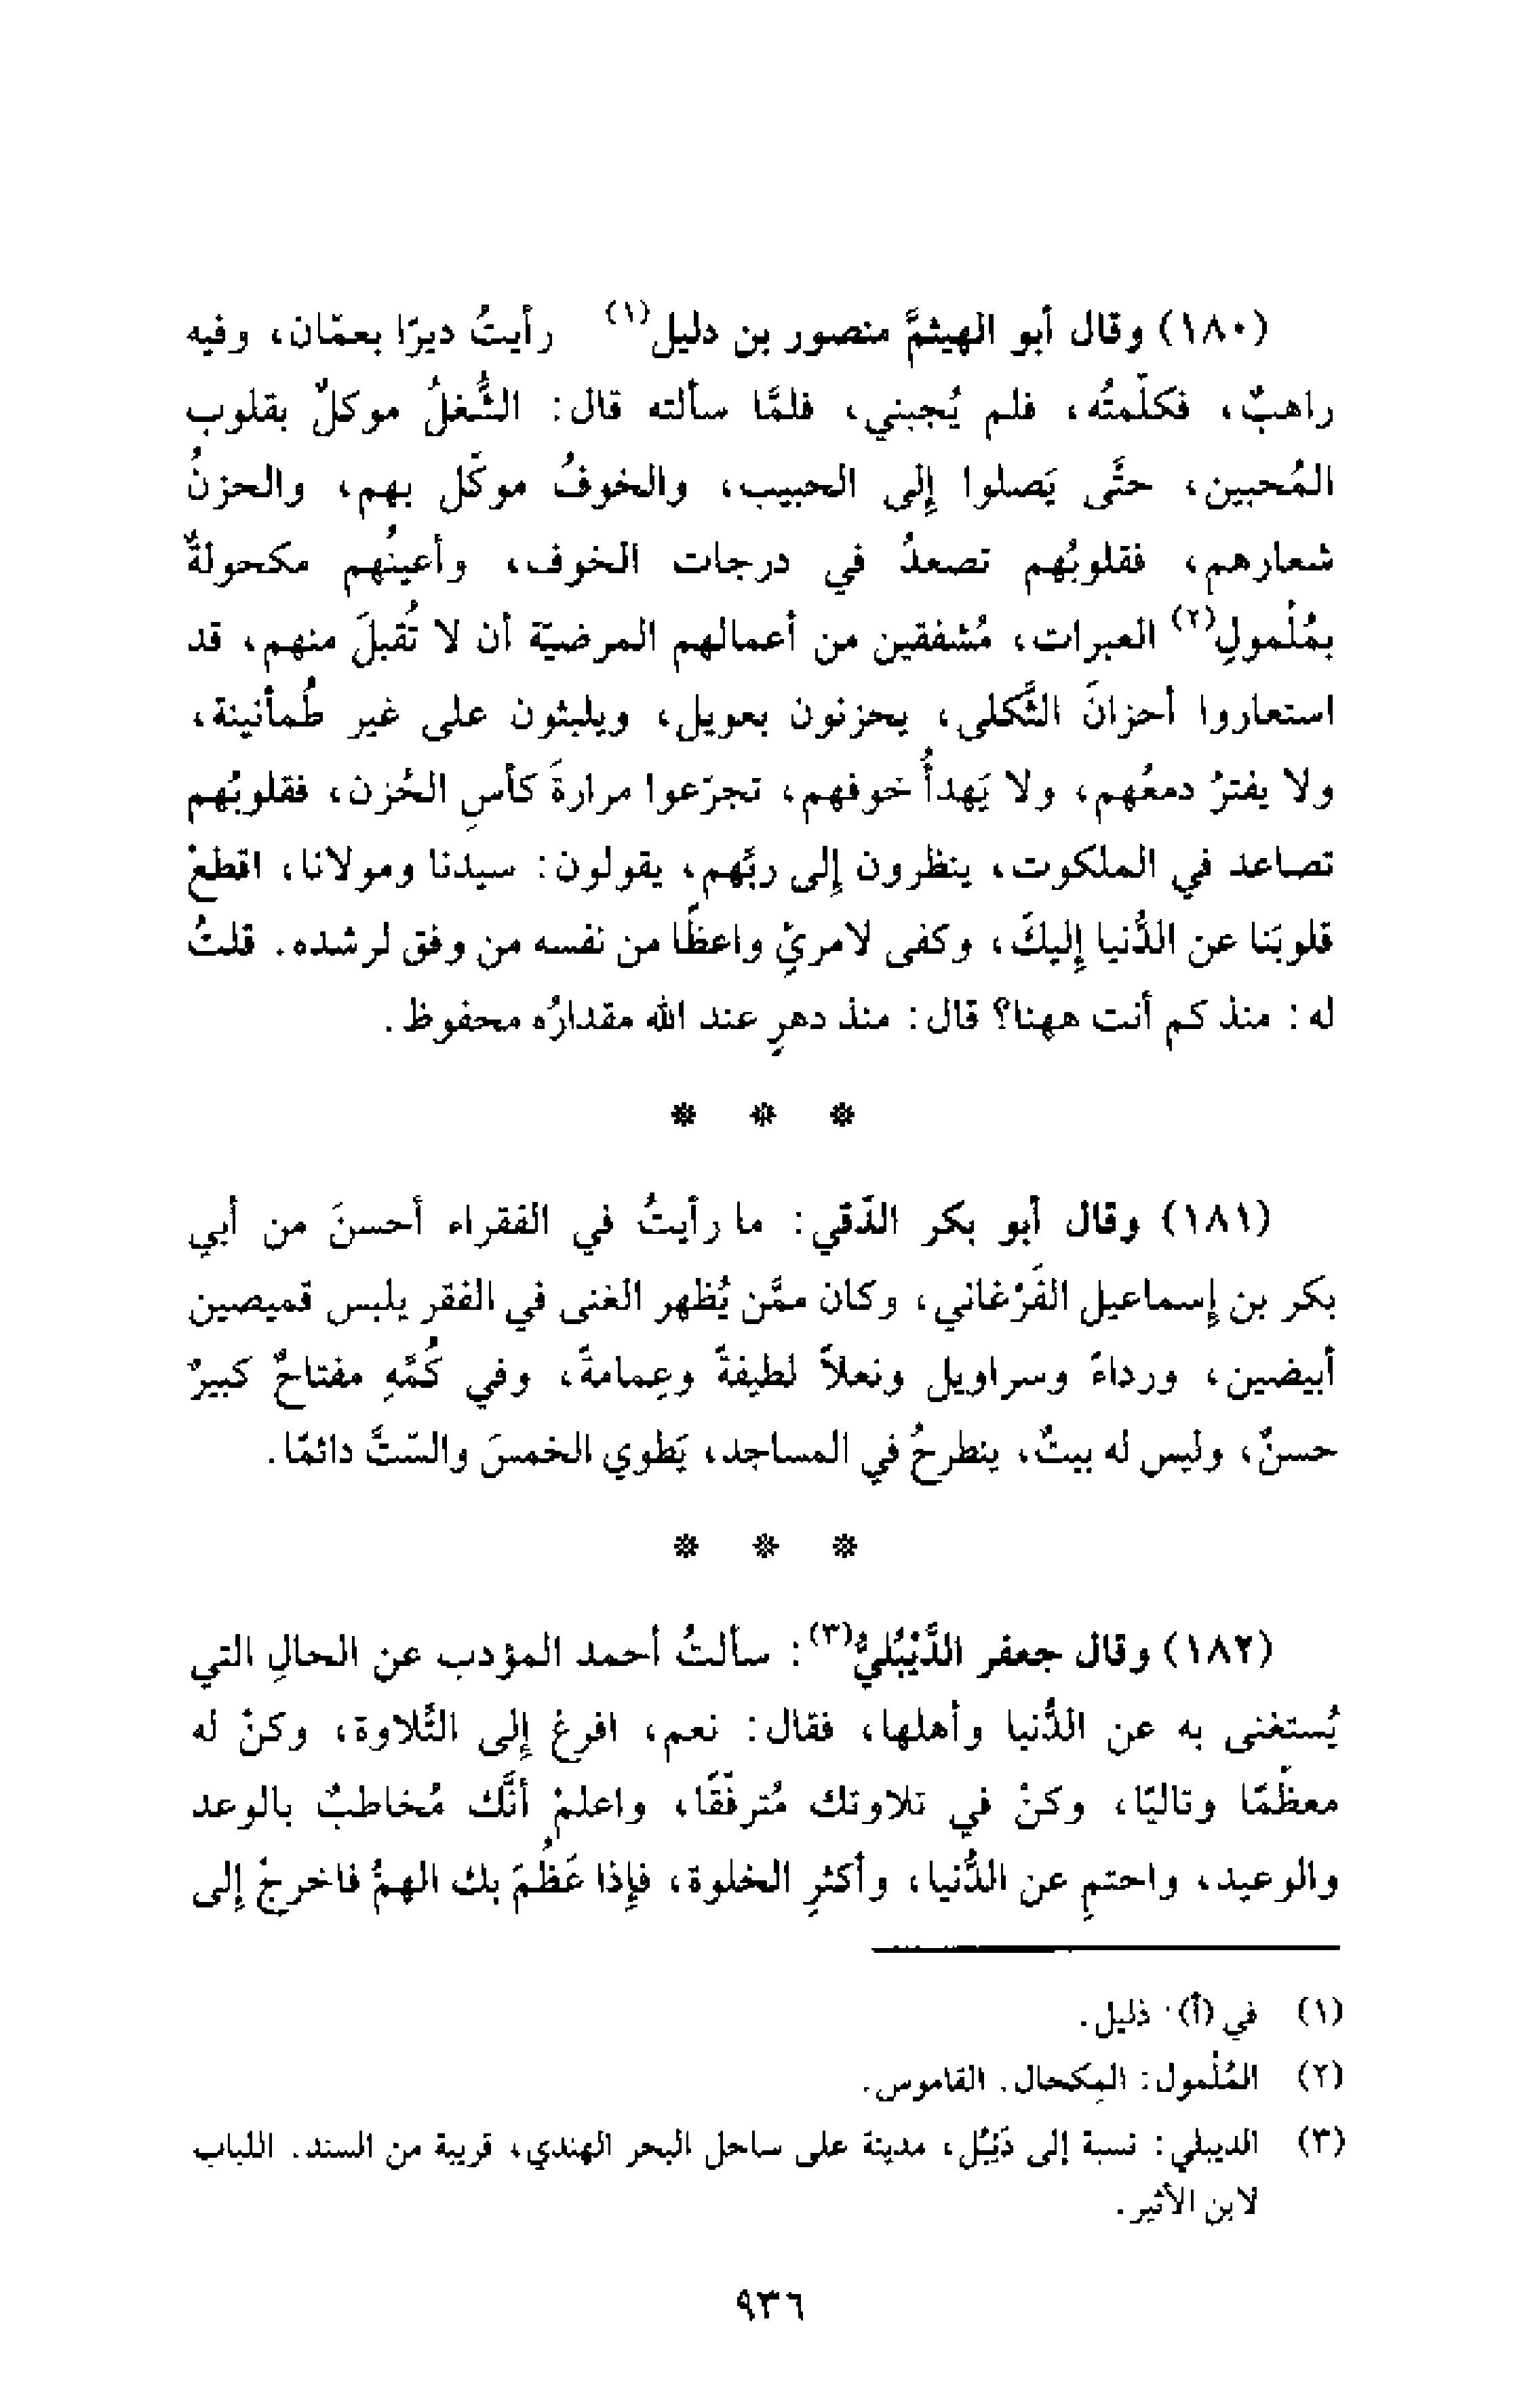 (١٨٠) وقال أبو الهيثمَّ منصور بن دليل(١) رأيتُ ديرًا بعمّان، وفيه
راهبٌ، فكلّمتُه، فلم يُجبني، فلمَّا سألته قال: الشُّغلُ موكلٌ بقلوب
المُحبين، حتَّى يَصلوا إلى الحبيب، والخوفُ موكّل بهم، والحزنُ
شعارهم، فقلوبُهم تصعدُ في درجات الخوف، وأعينُهم مكحولةٌ
بمُلْمولِ(٢) العبرات، مُشفقين من أعمالهم المرضيّة أن لا تُقبلَ منهم، قد
استعاروا أحزانَ الثَّكلى، يحزنون بعويل، ويلبثون على غير طُمأنينة،
ولا يفترُ دمعُهم، ولا يَهدأُ خوفهم، تجرّعوا مرارةَ كأسِ الحُزن، فقلوبُهم
تصاعد في الملكوت، ينظرون إلى ربِّهم، يقولون: سيدنا ومولانا، اقطعْ
قلوبَنا عن الدُّنيا إليكَ، وكفى لامرئٍ واعظًا من نفسه من وفق لرشده. قلتُ
له: منذ كم أنت ههنا؟ قال: منذ دهرٍ عند الله مقدارُه محفوظ.
* * *
(١٨١) وقال أبو بكر الدَّقي: ما رأيتُ في الفقراء أحسنَ من أبي
بكر بن إسماعيل الفَرْغاني، وكان ممَّن يُظهر الغنى في الفقر يلبس قميصين
أبيضين، ورداءً وسراويل ونعلاً لطيفةً وعِمامةً، وفي كُمِّهِ مفتاحٌ كبيرٌ
حسنٌ، وليس له بيتٌ، ينطرحُ في المساجد، يَطوي الخمسَ والسّتَّ دائمًا.
* * *
(١٨٢) وقال جعفر الدَّيْبُليُّ(٣): سألتُ أحمد المؤدب عن الحالِ التي
يُستغنى به عن الدُّنيا وأهلها، فقال: نعم، افرغ إلى التِّلاوة، وكنْ له
معظِّمًا وتاليًا، وكنْ في تلاوتك مُترفِّقًا، واعلمْ أنَّك مُخاطبٌ بالوعد
والوعيد، واحتمِ عن الدُّنيا، وأكثرِ الخلوة، فإذا عَظُمَ بك الهمُّ فاخرجْ إلى
(١) في (أ): ذليل.
(٢) المُلْمول: المِكحال. القاموس.
(٣) الديبلي: نسبة إلى دَيْبُل، مدينة على ساحل البحر الهندي، قريبة من السند. اللباب
لابن الأثير.
٩٣٦